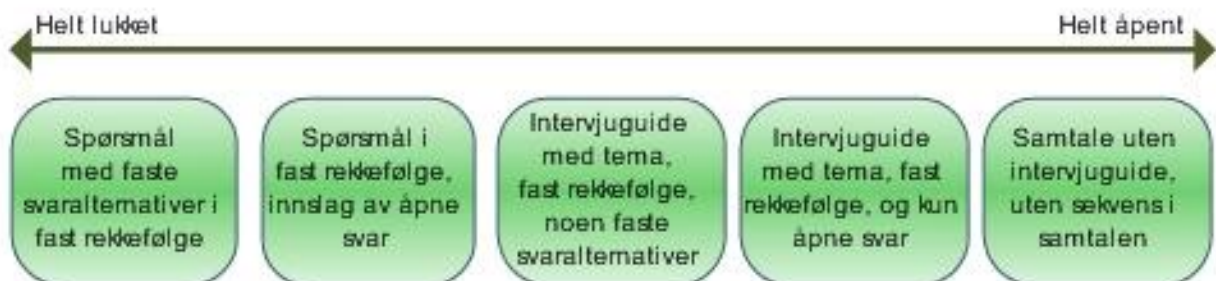 Helt lukket
Helt åpent
Spørsmål
med faste
svaralternativer i
fast rekkefølge
Spørsmål i
fast rekkefølge,
innslag av åpne
svar
Intervjuguide
med tema,
fast rekkefølge,
noen faste
svaralternativer
Intervjuguide
med tema, fast
rekkefølge, og kun
åpne svar
Samtale uten
intervjuguide,
uten sekvens i
samtalen